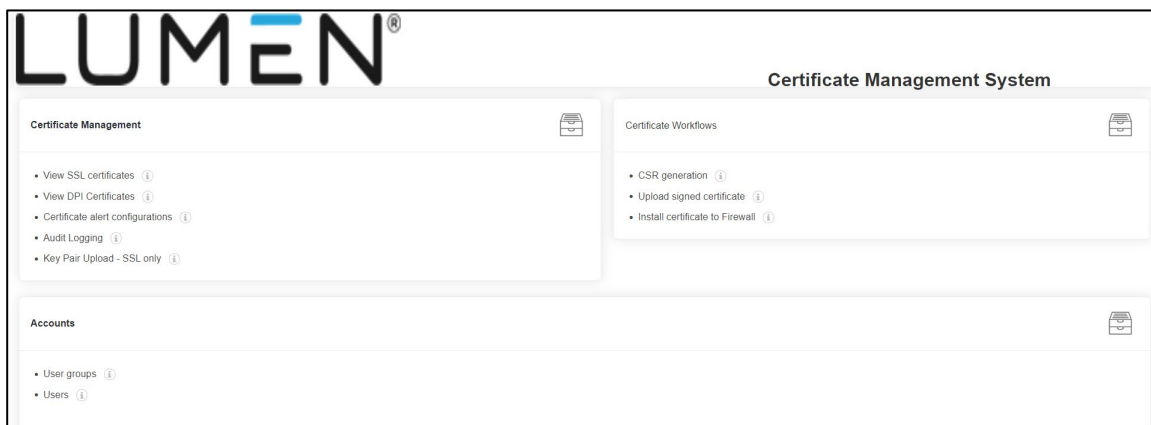 LUMEN®
Certificate Management System
Certificate Management
• View SSL certificates
• View DPI Certificates
• Certificate alert configurations
• Audit Logging
• Key Pair Upload - SSL only
Certificate Workflows
• CSR generation
• Upload signed certificate
• Install certificate to Firewall
Accounts
• User groups
• Users